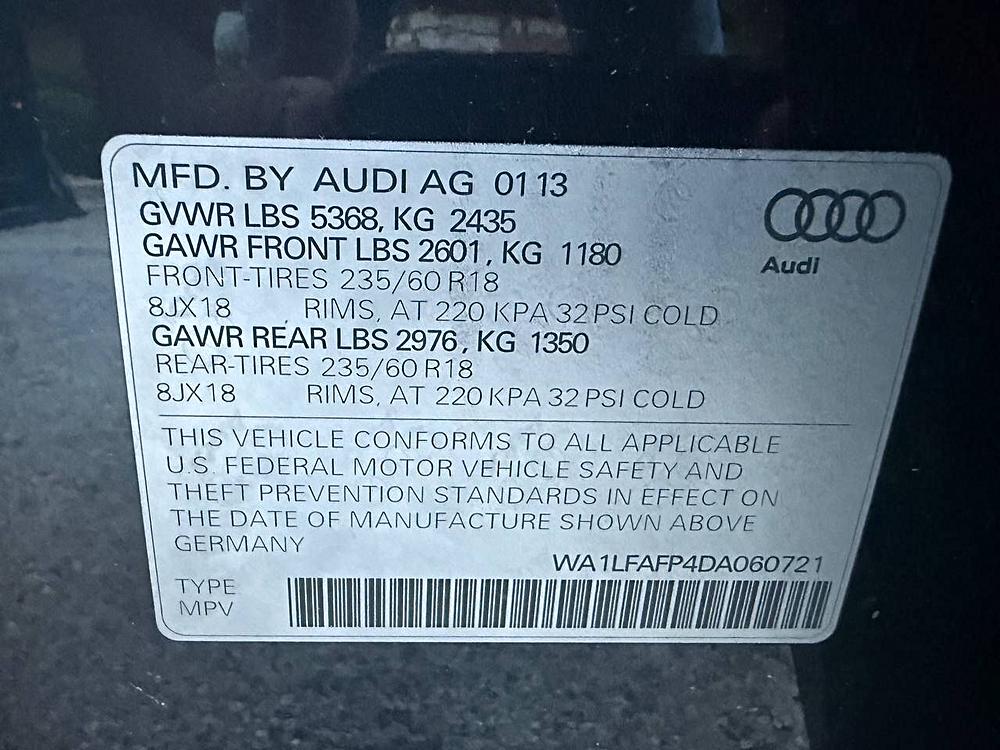 MFD. BY AUDI AG 01 13
GVWR LBS 5368, KG 2435
GAWR FRONT LBS 2601, KG 1180
FRONT-TIRES 235/60 R18
8JX18 RIMS, AT 220 KPA 32 PSI COLD
GAWR REAR LBS 2976, KG 1350
REAR-TIRES 235/60 R18
8JX18 RIMS, AT 220 KPA 32 PSI COLD
Audi
THIS VEHICLE CONFORMS TO ALL APPLICABLE
U.S. FEDERAL MOTOR VEHICLE SAFETY AND
THEFT PREVENTION STANDARDS IN EFFECT ON
THE DATE OF MANUFACTURE SHOWN ABOVE
GERMANY
WA1LFAFP4DA060721
TYPE
MPV